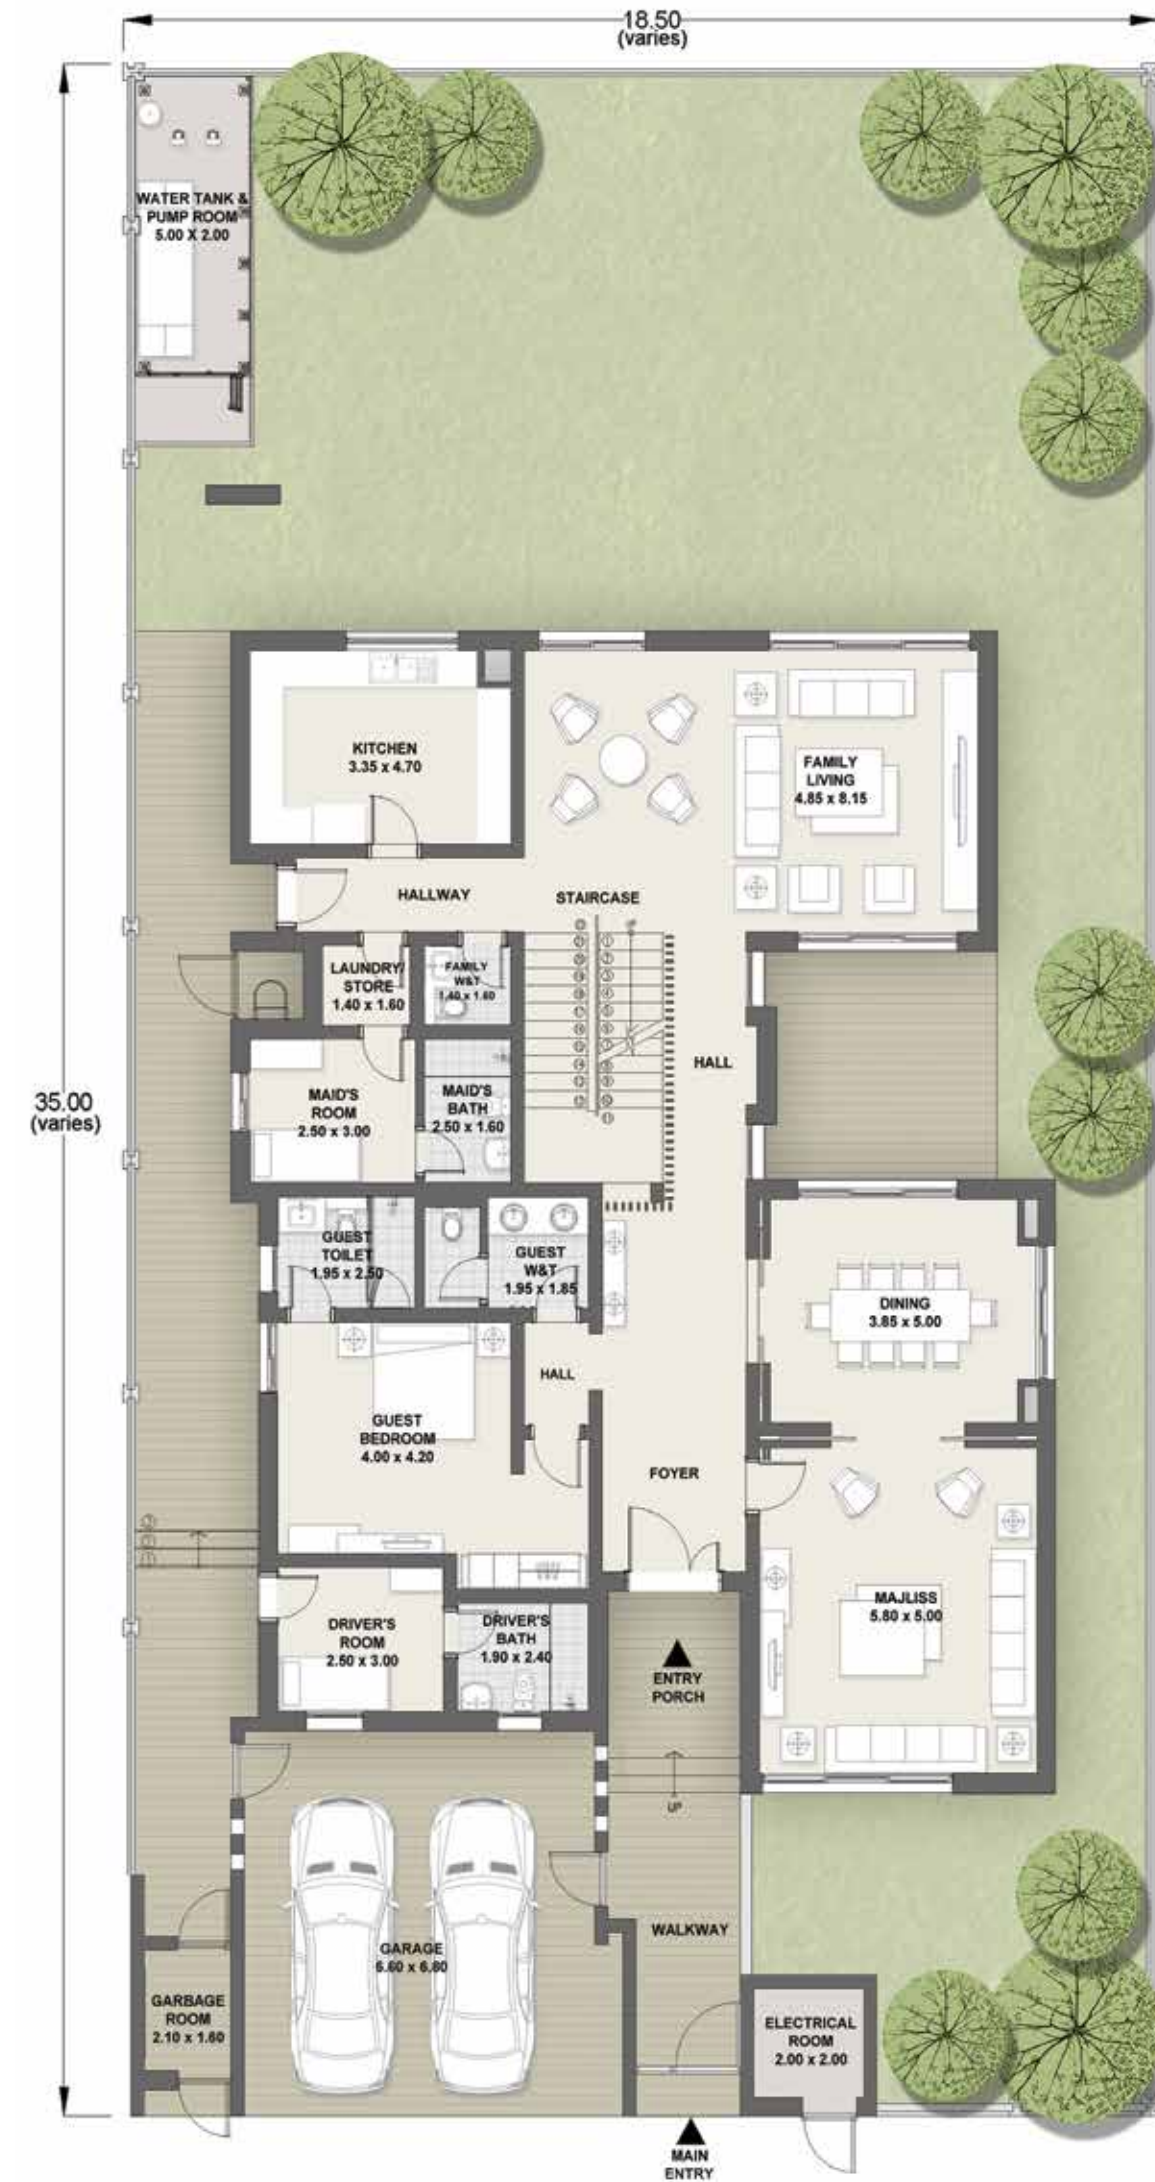 18.50
(varies)
WATER TANK &
PUMP ROOM
5.00 X 2.00
KITCHEN
3.35 x 4.70
FAMILY
LIVING
4.85 x 8.15
HALLWAY
STAIRCASE
LAUNDRY/
STORE
1.40 x 1.60
FAMILY
W&T
1.40 x 1.60
HALL
35.00
(varies)
MAID'S
ROOM
2.50 x 3.00
MAID'S
BATH
2.50 x 1.60
GUEST
TOILET
1.95 x 2.50
GUEST
W&T
1.95 x 1.85
DINING
3.85 x 5.00
HALL
GUEST
BEDROOM
4.00 x 4.20
FOYER
MAJLISS
5.80 x 5.00
DRIVER'S
ROOM
2.50 x 3.00
DRIVER'S
BATH
1.90 x 2.40
ENTRY
PORCH
UP
WALKWAY
GARAGE
6.60 x 6.80
GARBAGE
ROOM
2.10 x 1.60
ELECTRICAL
ROOM
2.00 x 2.00
MAIN
ENTRY